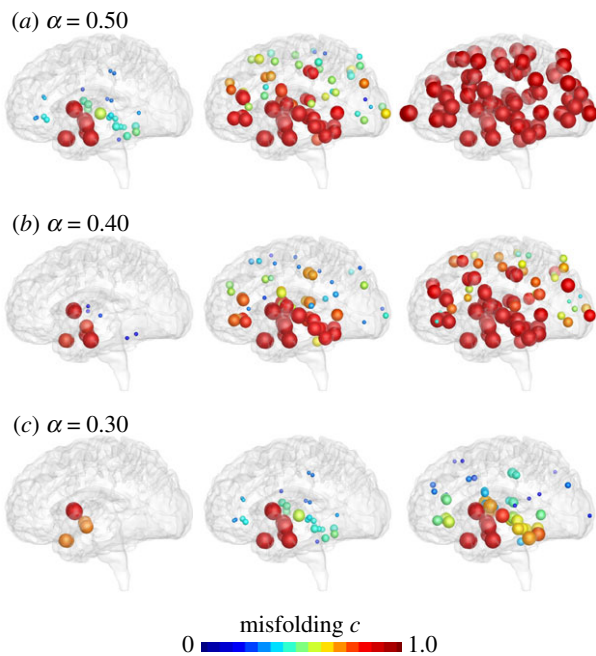 (a) α = 0.50
(b) α = 0.40
(c) α = 0.30
misfolding c
0 1.0